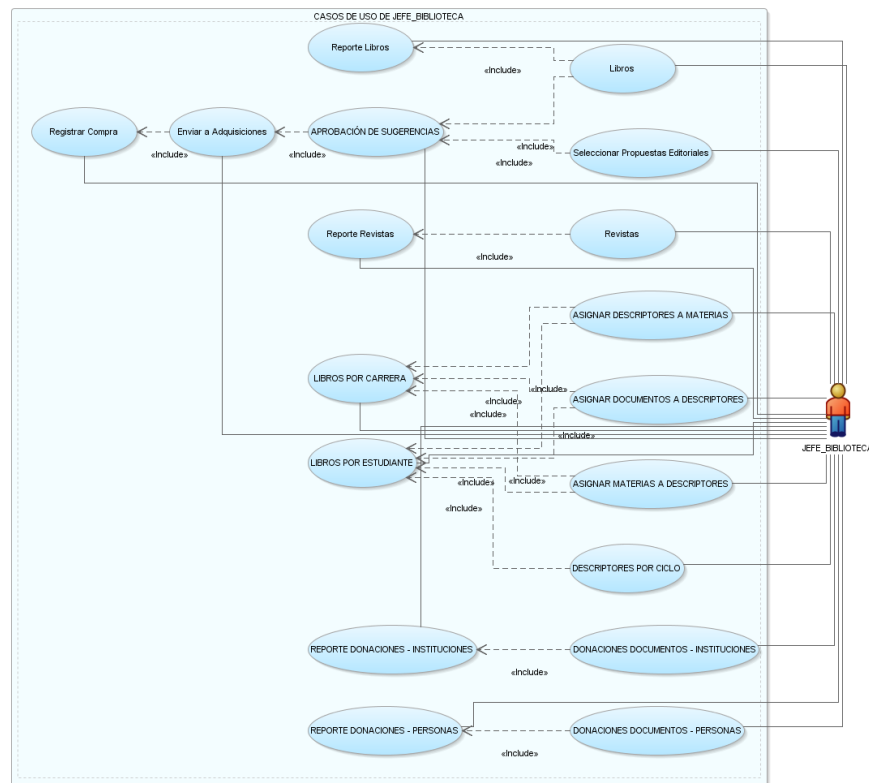 CASOS DE USO DE JEFE_BIBLIOTECA
Reporte Libros
«Include»
Libros
Registrar Compra
«Include»
Enviar a Adquisiciones
«Include»
APROBACIÓN DE SUGERENCIAS
«Include»
«Include»
Seleccionar Propuestas Editoriales
Reporte Revistas
«Include»
Revistas
ASIGNAR DESCRIPTORES A MATERIAS
LIBROS POR CARRERA
«Include»
«Include»
«Include»
ASIGNAR DOCUMENTOS A DESCRIPTORES
«Include»
JEFE_BIBLIOTECA
LIBROS POR ESTUDIANTE
«Include»
«Include»
«Include»
ASIGNAR MATERIAS A DESCRIPTORES
DESCRIPTORES POR CICLO
REPORTE DONACIONES - INSTITUCIONES
«Include»
DONACIONES DOCUMENTOS - INSTITUCIONES
REPORTE DONACIONES - PERSONAS
«Include»
DONACIONES DOCUMENTOS - PERSONAS